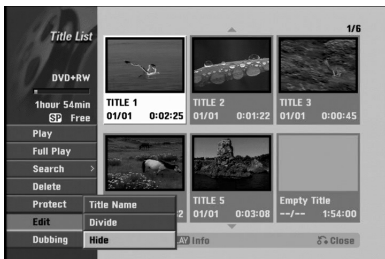 Title List
1/6
DVD+RW
1hour 54min
SP Free
TITLE 1
01/01 0:02:25
TITLE 2
01/01 0:01:22
TITLE 3
01/01 0:00:45
Play
Full Play
Search >
Delete
Protect
Edit
Dubbing
Title Name
Divide
Hide
2
TITLE 5
01/01 0:03:08
Empty Title
--/-- 1:54:00
AY Info
Close